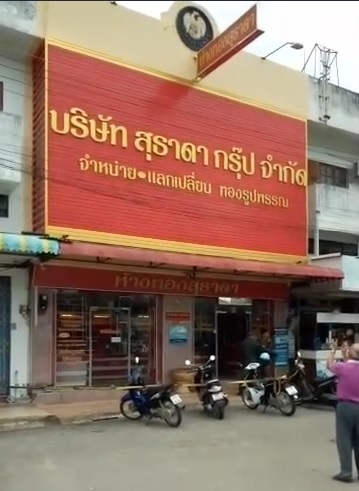 ห้างทองสุธาดา
บริษัท สุธาดา กรุ๊ป จำกัด
จำหน่าย•แลกเปลี่ยน ทองรูปพรรณ
ห้างทองสุธาดา